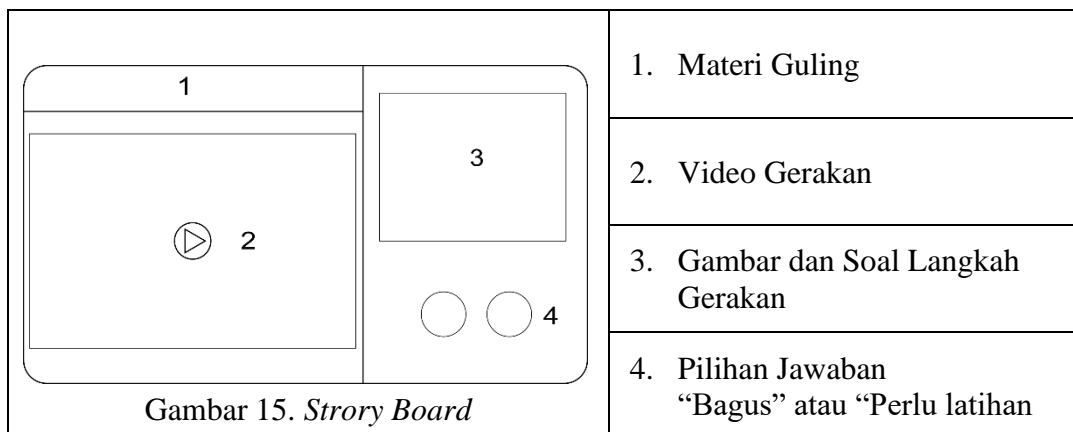 1
2
3
4
Gambar 15. Strory Board
1. Materi Guling
2. Video Gerakan
3. Gambar dan Soal Langkah
Gerakan
4. Pilihan Jawaban
“Bagus” atau “Perlu latihan